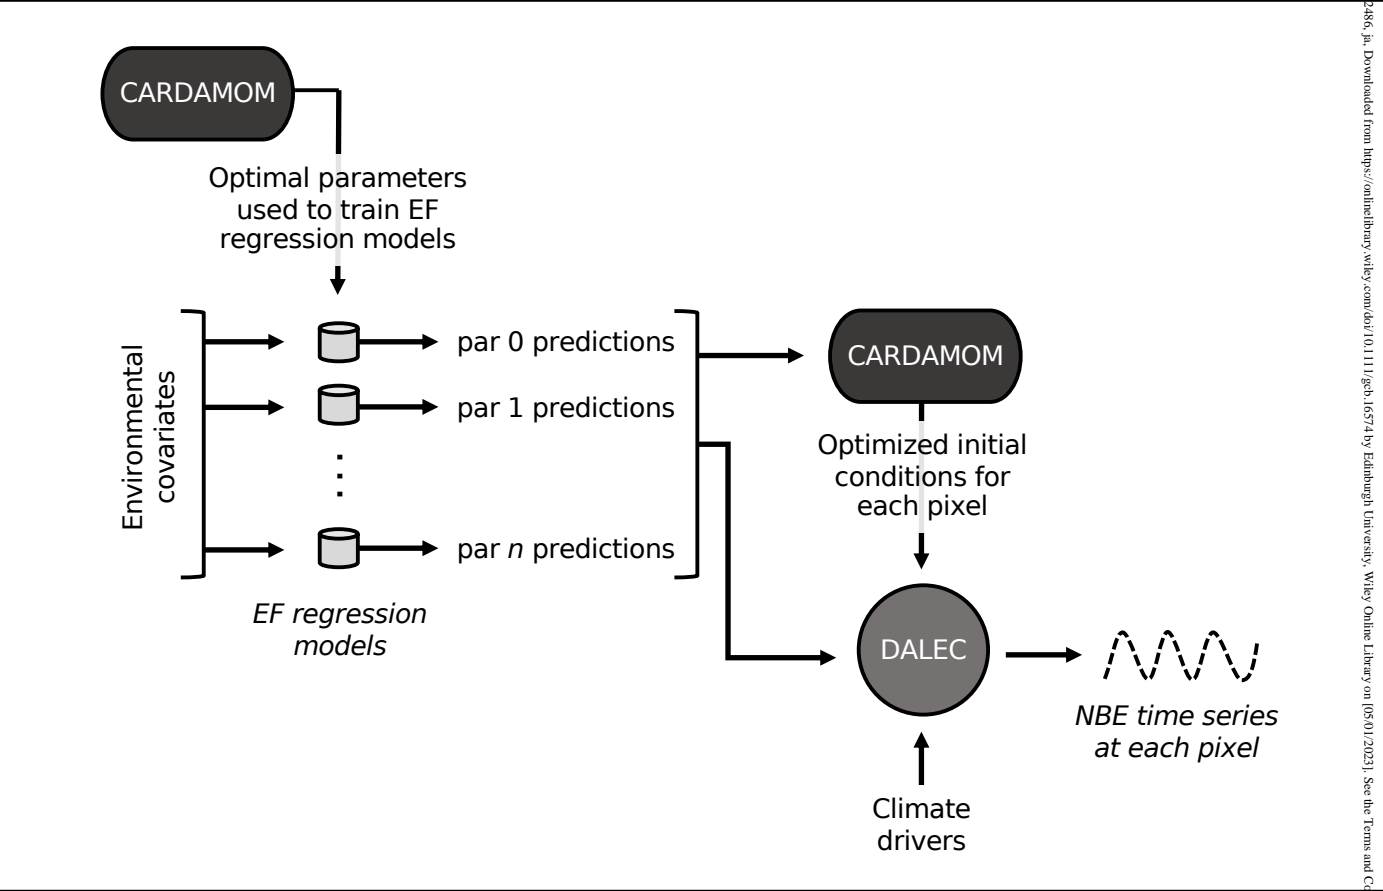 CARDAMOM
Optimal parameters
used to train EF
regression models
Environmental
covariates
par 0 predictions
par 1 predictions
par n predictions
EF regression
models
CARDAMOM
Optimized initial
conditions for
each pixel
DALEC
NBE time series
at each pixel
Climate
drivers
2486, ja, Downloaded from https://onlinelibrary.wiley.com/doi/10.1111/gcb.16574 by Edinburgh University, Wiley Online Library on [05/01/2023]. See the Terms and